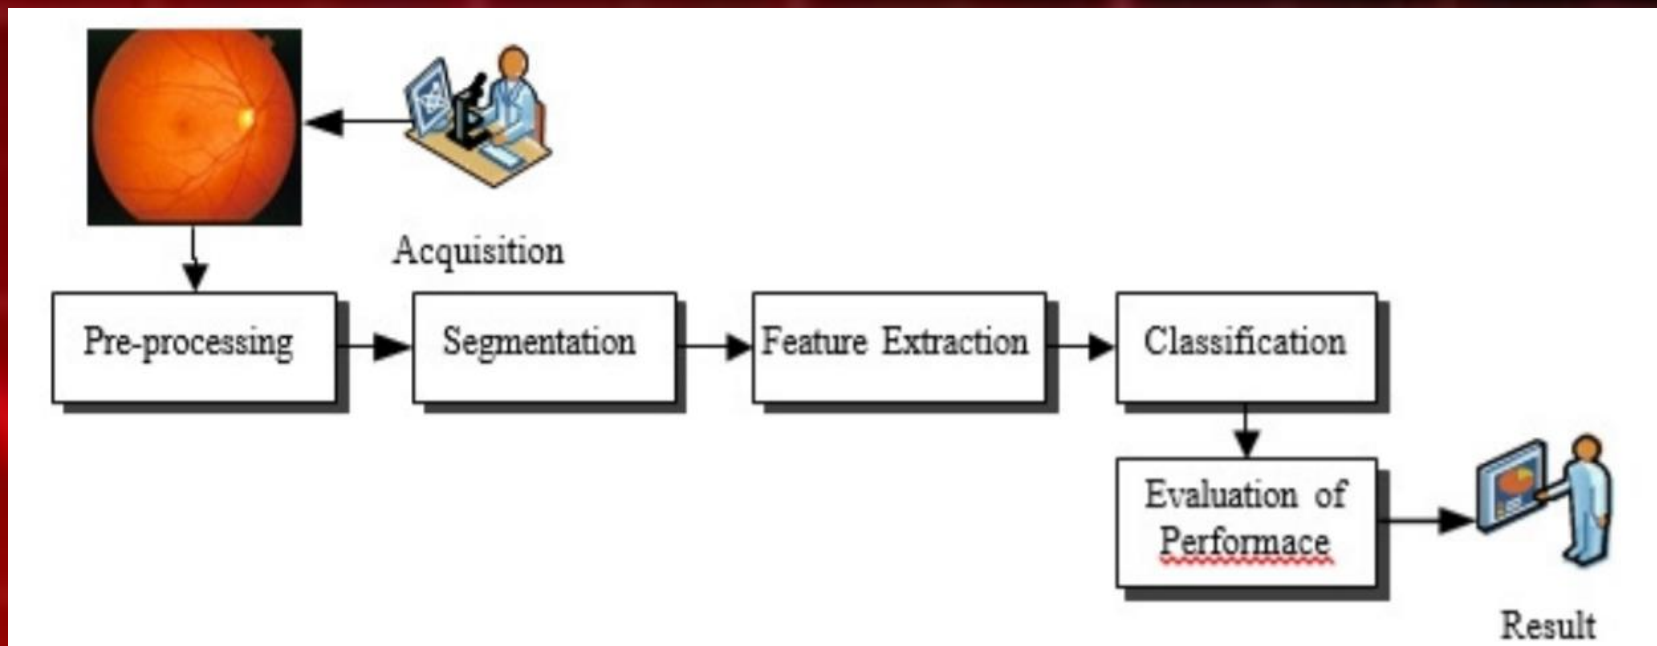 Acquisition
Pre-processing
Segmentation
Feature Extraction
Classification
Evaluation of
Performace
Result